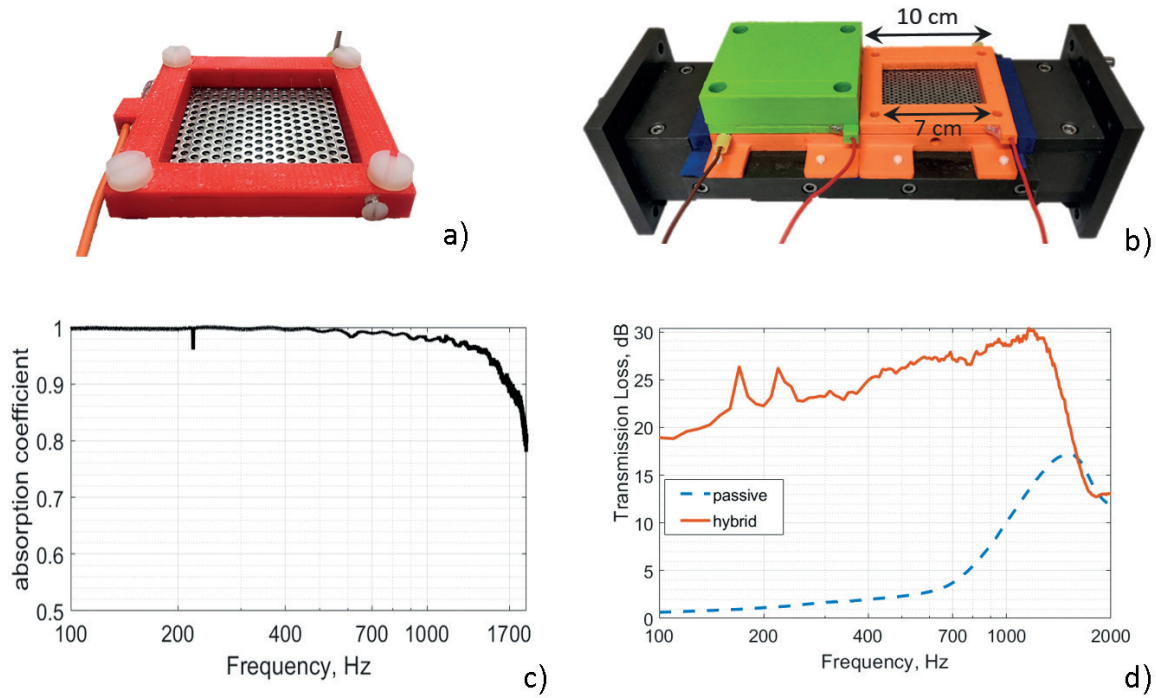 a)
10 cm
7 cm
b)
absorption coefficient
1
0.9
0.8
0.7
0.6
0.5
100
200
400
700
1000
1700
Frequency, Hz
c)
Transmission Loss, dB
30
25
20
15
10
5
0
passive
hybrid
100
200
400
700
1000
2000
Frequency, Hz
d)